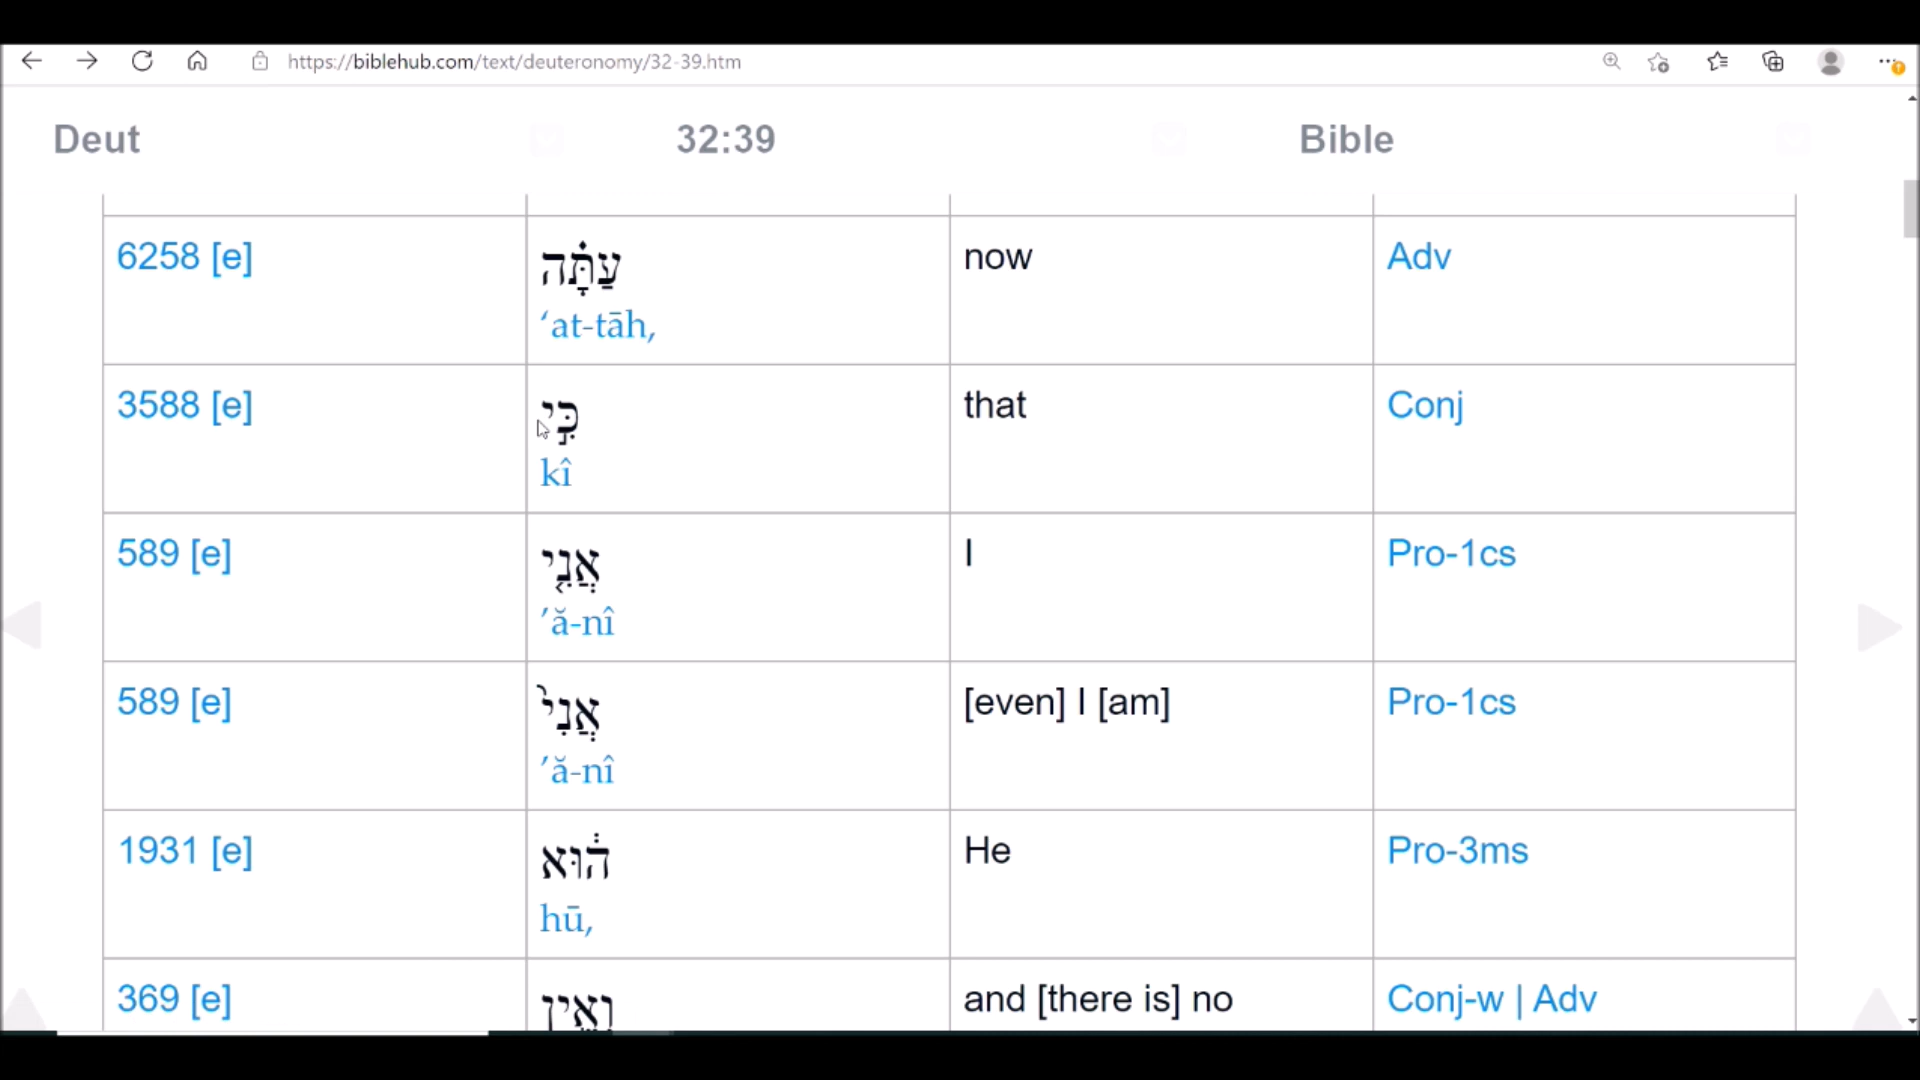 https://biblehub.com/text/deuteronomy/32-39.htm
Deut 32:39 Bible
6258 [e] עַתָּ֗ה now Adv
‘at-tāh,
3588 [e] כִּ֣י that Conj
kî
589 [e] אֲנִ֤י I Pro-1cs
’ă-nî
589 [e] אֲנִי֙ [even] I [am] Pro-1cs
’ă-nî
1931 [e] ה֔וּא He Pro-3ms
hū,
369 [e] וְאֵ֥ין and [there is] no Conj-w | Adv